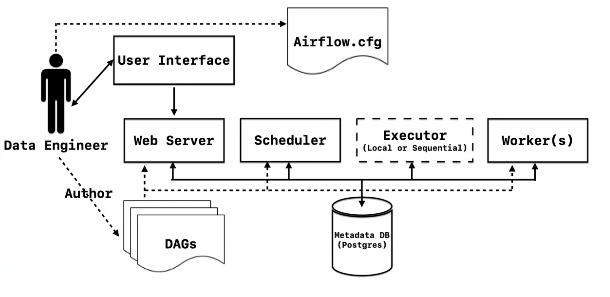 Airflow.cfg
User Interface
Data Engineer
Web Server
Scheduler
Executor
(Local or Sequential)
Worker(s)
Author
DAGs
Metadata DB
(Postgres)